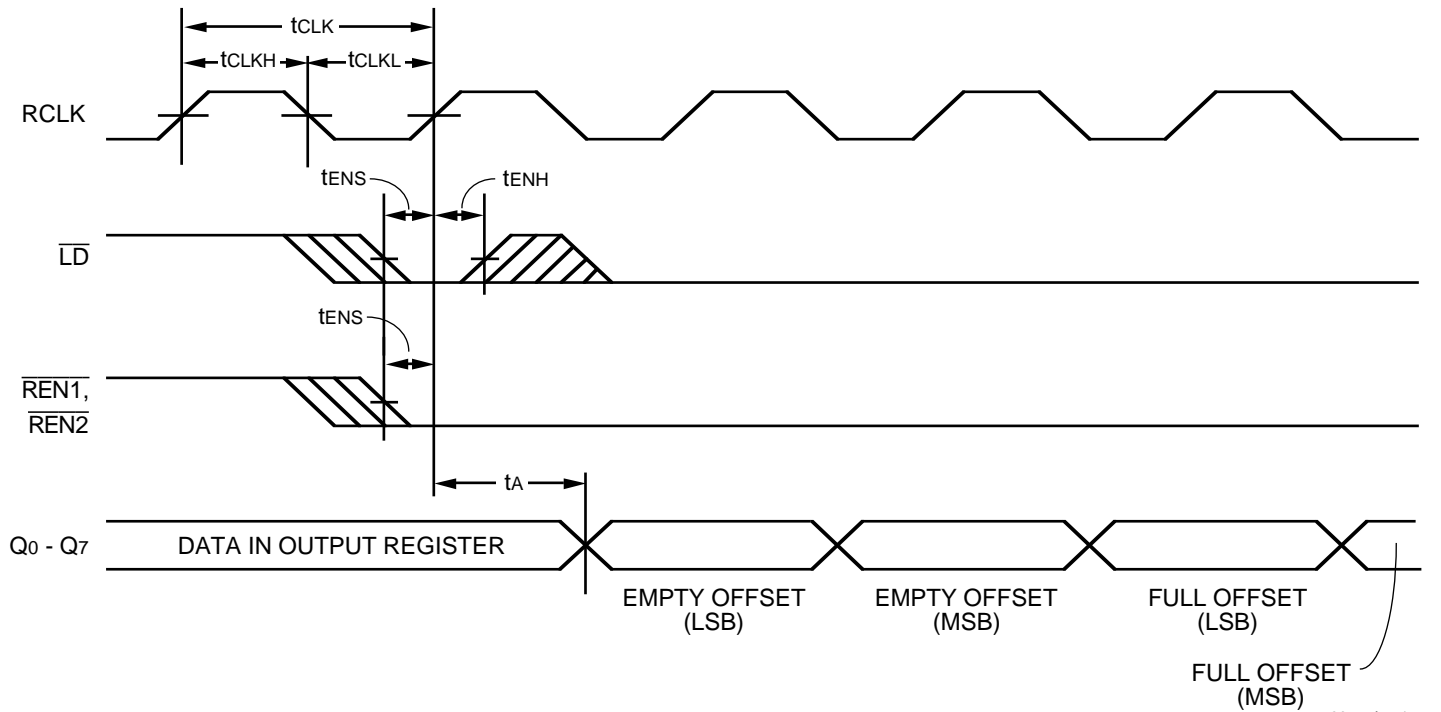 tCLK
tCLKH
tCLKL
RCLK
tENS
tENH
LD
tENS
REN1,
REN2
tA
Q0 - Q7
DATA IN OUTPUT REGISTER
EMPTY OFFSET
(LSB)
EMPTY OFFSET
(MSB)
FULL OFFSET
(LSB)
FULL OFFSET
(MSB)